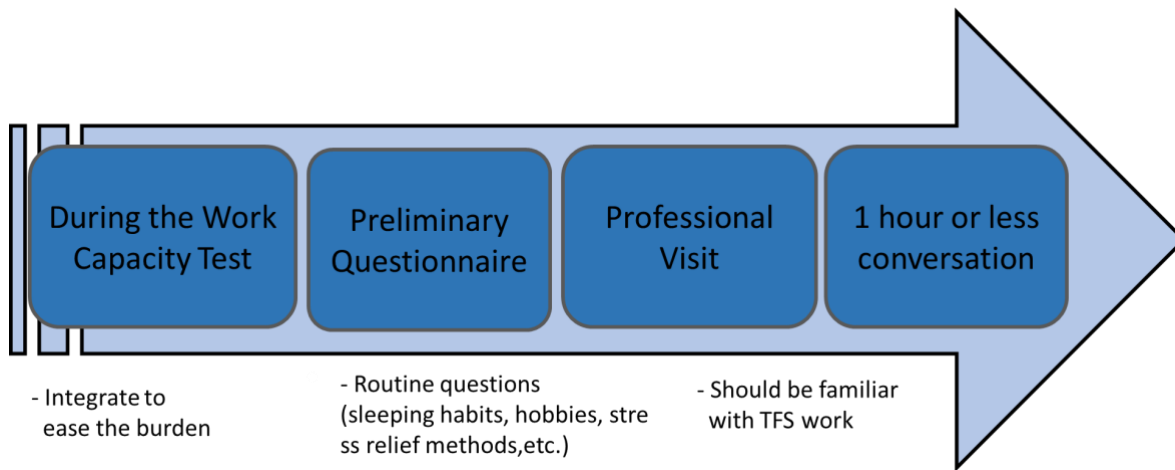 During the Work
Capacity Test
Preliminary
Questionnaire
Professional
Visit
1 hour or less
conversation
- Integrate to
ease the burden
- Routine questions
(sleeping habits, hobbies, stre
ss relief methods,etc.)
- Should be familiar
with TFS work